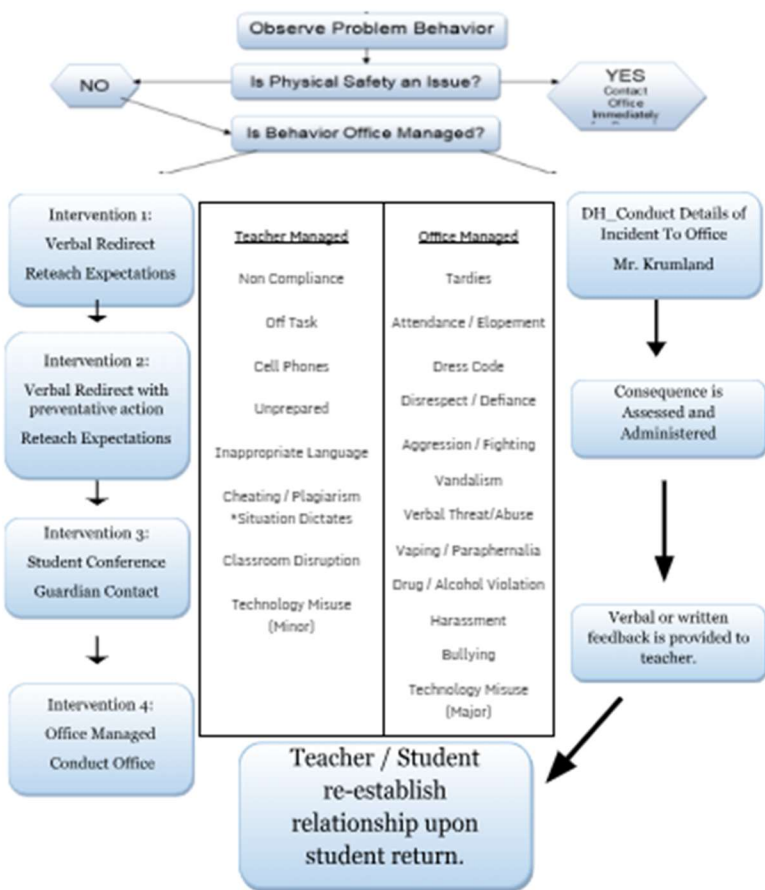 Observe Problem Behavior
Is Physical Safety an Issue?
NO
YES
Contact
Office
Immediately
Is Behavior Office Managed?
Intervention 1:
Verbal Redirect
Reteach Expectations
Intervention 2:
Verbal Redirect with
preventative action
Reteach Expectations
Intervention 3:
Student Conference
Guardian Contact
Intervention 4:
Office Managed
Conduct Office
Teacher Managed
Non Compliance
Off Task
Cell Phones
Unprepared
Inappropriate Language
Cheating / Plagiarism
*Situation Dictates
Classroom Disruption
Technology Misuse
(Minor)
Office Managed
Tardies
Attendance / Elopement
Dress Code
Disrespect / Defiance
Aggression / Fighting
Vandalism
Verbal Threat/Abuse
Vaping / Paraphernalia
Drug / Alcohol Violation
Harassment
Bullying
Technology Misuse
(Major)
DH_Conduct Details of
Incident To Office
Mr. Krumland
Consequence is
Assessed and
Administered
Verbal or written
feedback is provided to
teacher.
Teacher / Student
re-establish
relationship upon
student return.